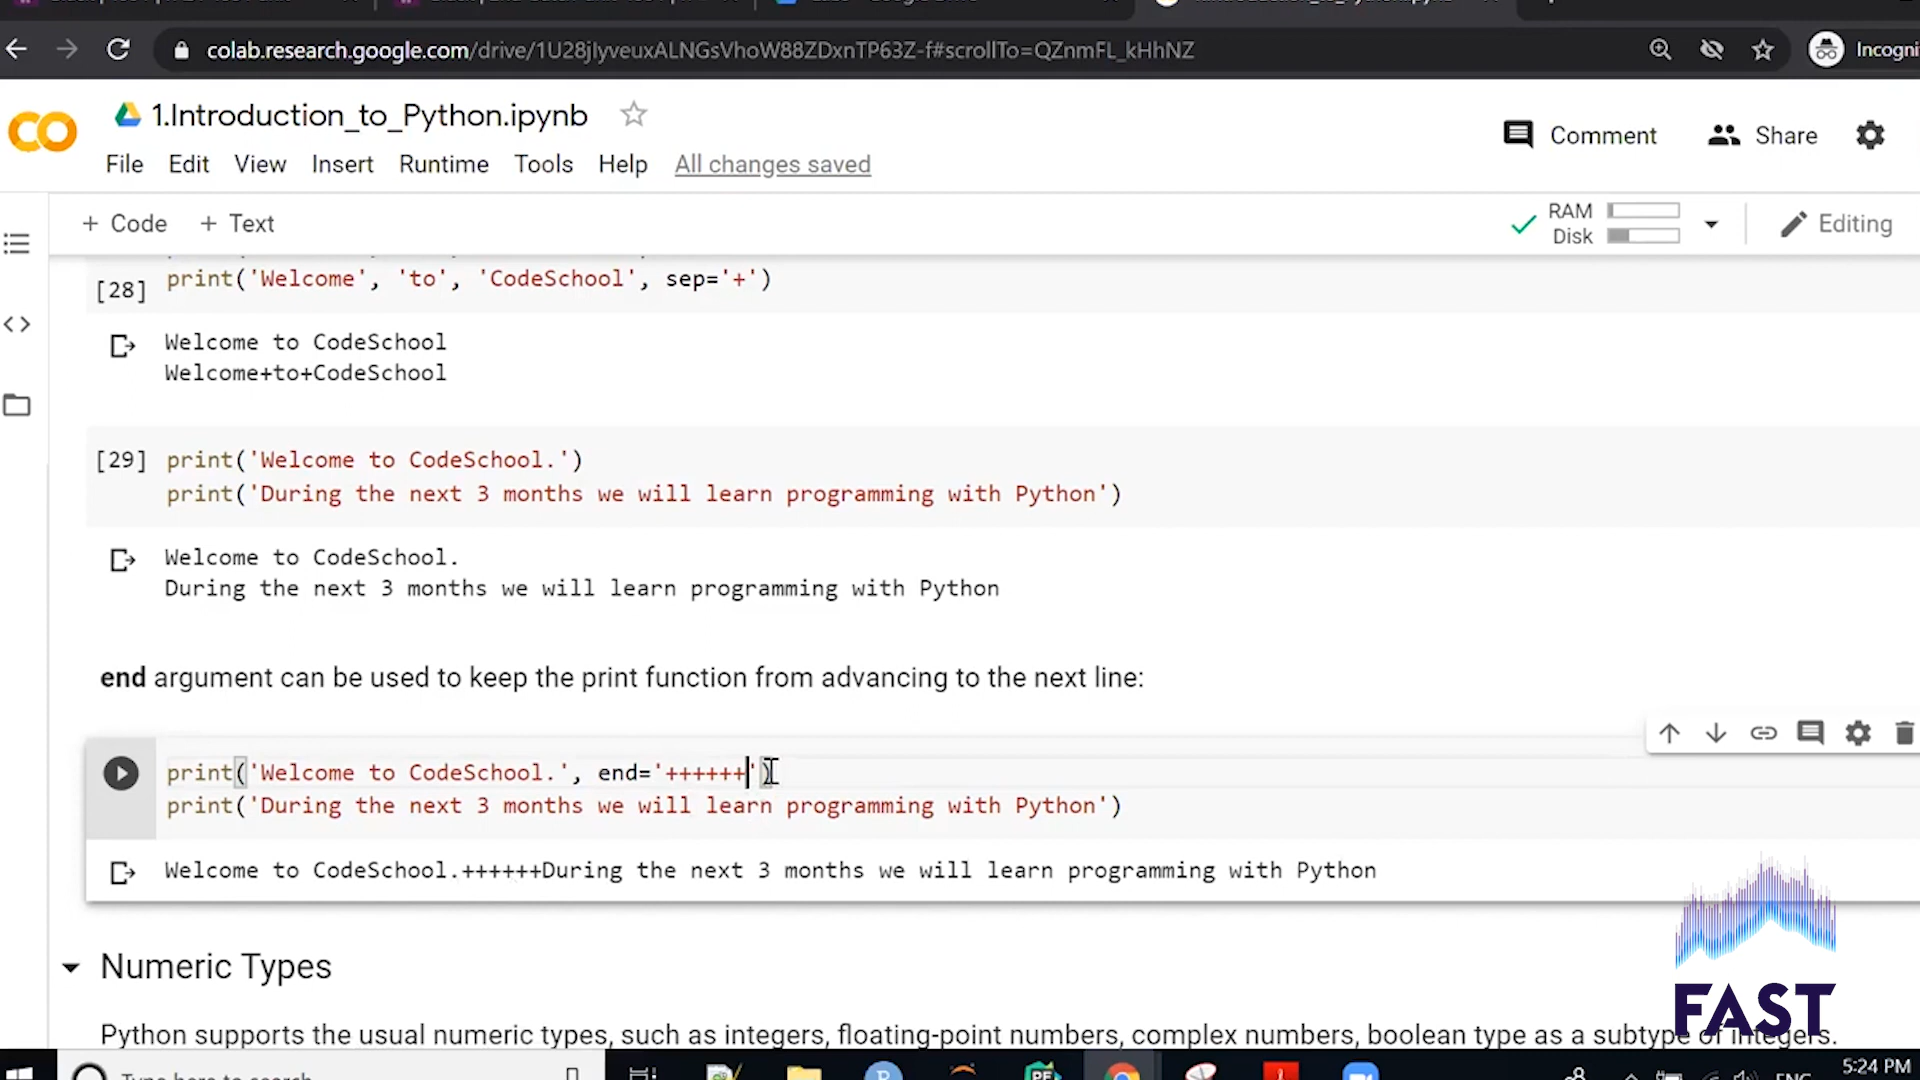 colab.research.google.com/drive/1U28jIyveuxALNGsVhoW88ZDxnTP63Z-f#scrollTo=QZnmFL_kHhNZ
Incogni
1.Introduction_to_Python.ipynb
Comment
Share
File Edit View Insert Runtime Tools Help All changes saved
+ Code + Text
RAM
Disk
Editing
[28] print('Welcome', 'to', 'CodeSchool', sep='+')
Welcome to CodeSchool
Welcome+to+CodeSchool
[29] print('Welcome to CodeSchool.')
print('During the next 3 months we will learn programming with Python')
Welcome to CodeSchool.
During the next 3 months we will learn programming with Python
end argument can be used to keep the print function from advancing to the next line:
print('Welcome to CodeSchool.', end='++++++')
print('During the next 3 months we will learn programming with Python')
Welcome to CodeSchool.++++++During the next 3 months we will learn programming with Python
Numeric Types
FAST
Python supports the usual numeric types, such as integers, floating-point numbers, complex numbers, boolean type as a subtype of integers.
Type here to search
5:24 PM
ENG